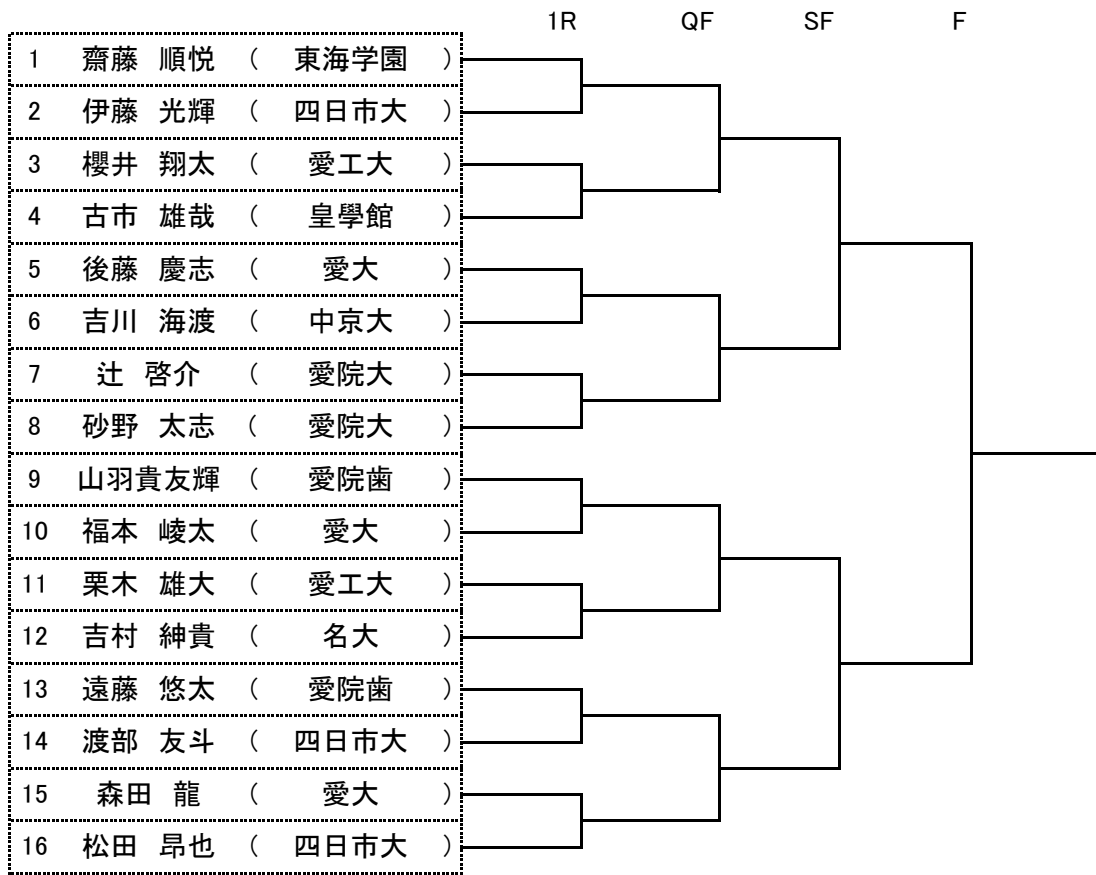 1R QF SF F
1 齋藤 順悦 ( 東海学園 )
2 伊藤 光輝 ( 四日市大 )
3 櫻井 翔太 ( 愛工大 )
4 古市 雄哉 ( 皇學館 )
5 後藤 慶志 ( 愛大 )
6 吉川 海渡 ( 中京大 )
7 辻 啓介 ( 愛院大 )
8 砂野 太志 ( 愛院大 )
9 山羽貴友輝 ( 愛院歯 )
10 福本 崚太 ( 愛大 )
11 栗木 雄大 ( 愛工大 )
12 吉村 紳貴 ( 名大 )
13 遠藤 悠太 ( 愛院歯 )
14 渡部 友斗 ( 四日市大 )
15 森田 龍 ( 愛大 )
16 松田 昂也 ( 四日市大 )